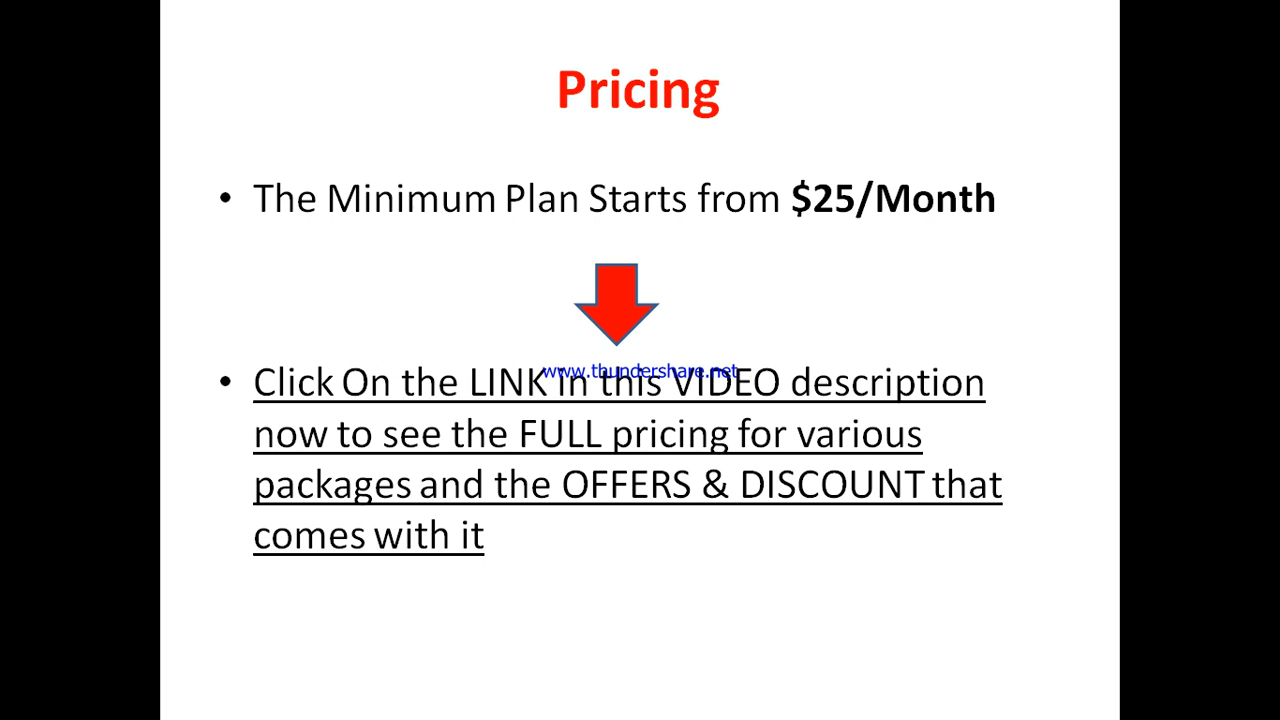 Pricing
• The Minimum Plan Starts from $25/Month
www.thundershare.net
• Click On the LINK in this VIDEO description
now to see the FULL pricing for various
packages and the OFFERS & DISCOUNT that
comes with it